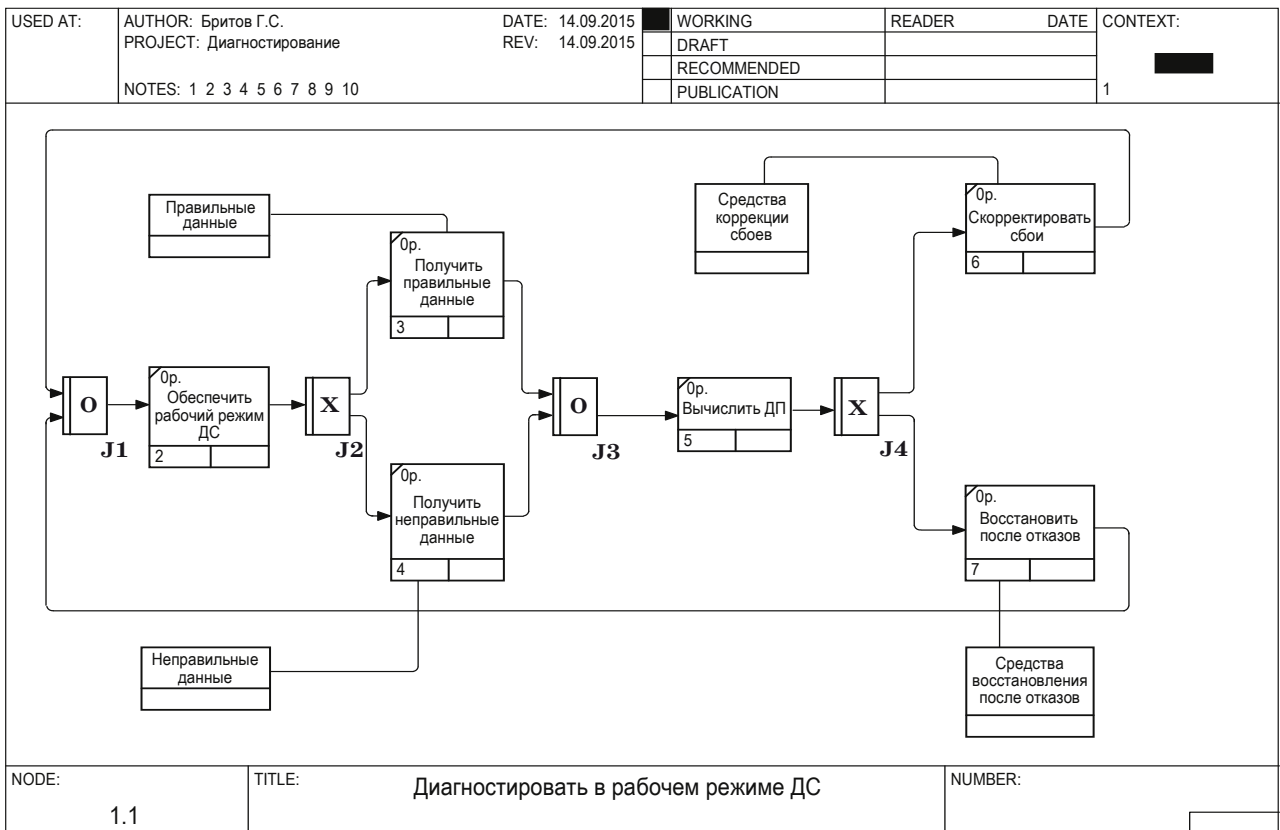 USED AT:
AUTHOR: Бритов Г.С.
DATE: 14.09.2015
PROJECT: Диагностирование
REV: 14.09.2015
NOTES: 1 2 3 4 5 6 7 8 9 10
WORKING
DRAFT
RECOMMENDED
PUBLICATION
READER DATE
CONTEXT:
1
Правильные
данные
0р.
Получить
правильные
данные
3
Средства
коррекции
сбоев
0р.
Скорректировать
сбои
6
O
J1
0р.
Обеспечить
рабочий режим
ДС
2
X
J2
O
J3
0р.
Вычислить ДП
5
X
J4
0р.
Получить
неправильные
данные
4
0р.
Восстановить
после отказов
7
Неправильные
данные
Средства
восстановления
после отказов
NODE:
1.1
TITLE:
Диагностировать в рабочем режиме ДС
NUMBER: